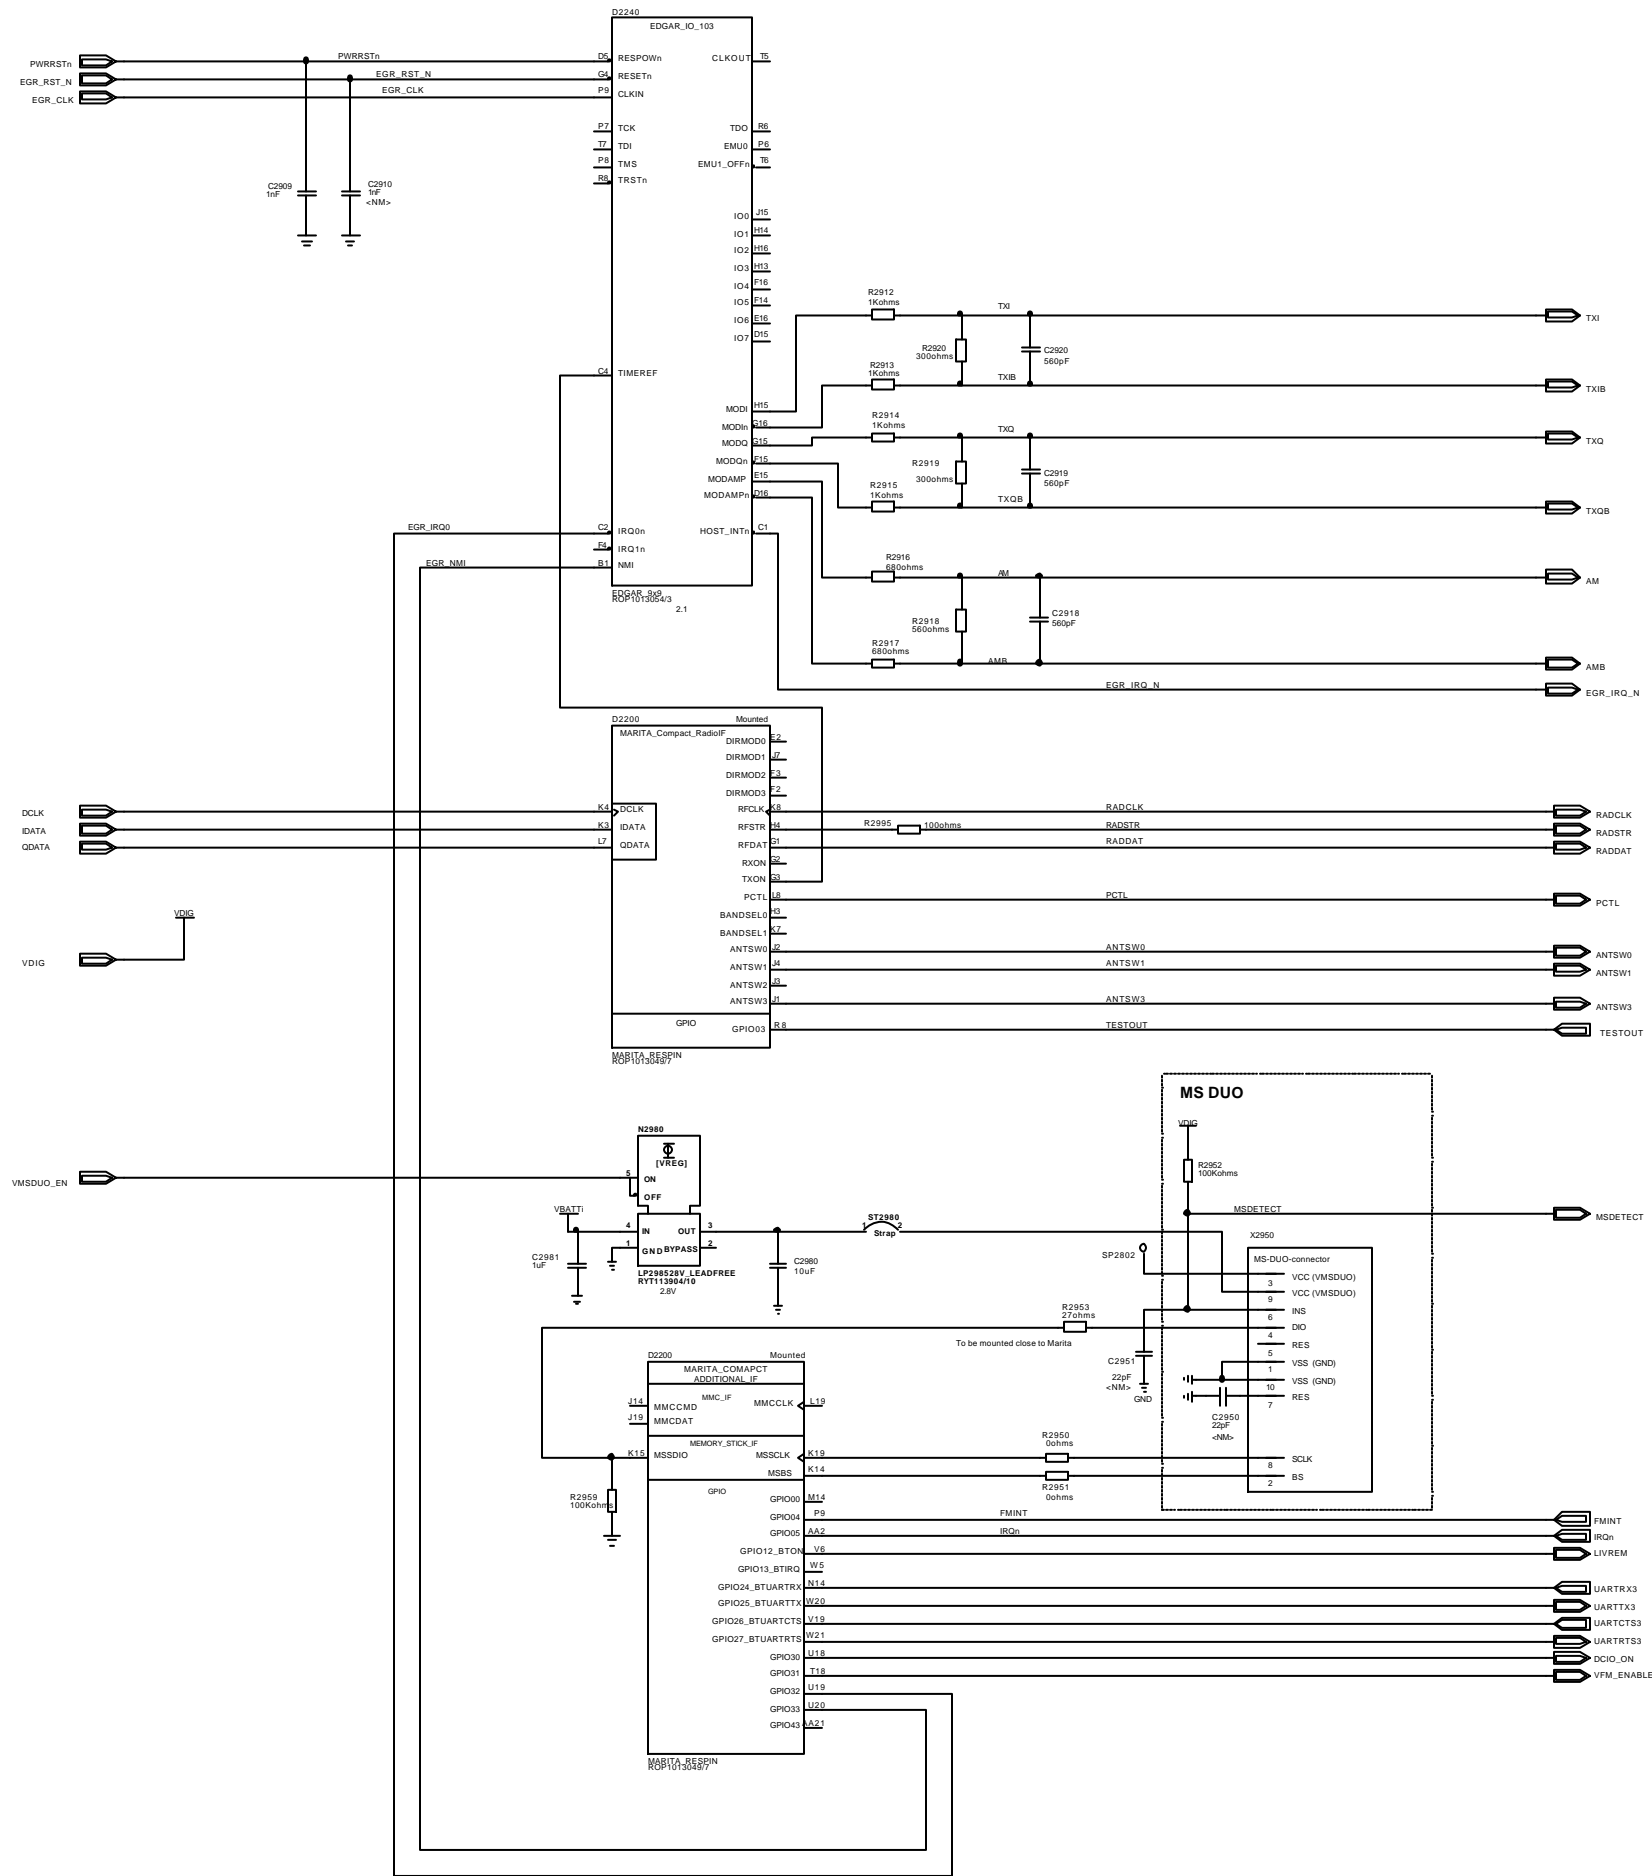 D2240
EDGAR_IO_103
PWRRSTn
PWRRSTn
D5
RESPOWn
CLKOUT
T5
EGR_RST_N
EGR_RST_N
G4
RESETn
EGR_CLK
EGR_CLK
P9
CLKIN
P7
TCK
TDO
R6
T7
TDI
EMU0
P6
P8
TMS
EMU1_OFFn
T6
R8
TRSTn
C2909
1nF
C2910
1nF
<NM>
IO0
J15
IO1
H14
IO2
H16
IO3
H13
IO4
F16
IO5
F14
IO6
E16
IO7
D15
R2912
1Kohms
TXI
TXI
R2920
300ohms
C2920
560pF
R2913
1Kohms
TXIB
TXIB
C4
TIMEREF
MODI
H15
MODIn
G16
MODQ
G15
MODQn
F15
MODAMP
E15
MODAMPn
D16
R2914
1Kohms
TXQ
TXQ
R2919
300ohms
C2919
560pF
R2915
1Kohms
TXQB
TXQB
EGR_IRQ0
C2
IRQ0n
HOST_INTn
C1
F4
IRQ1n
EGR_NMI
B1
NMI
EDGAR_9x9
ROP1013054/3
2.1
R2916
680ohms
AM
AM
R2918
560ohms
C2918
560pF
R2917
680ohms
AMB
AMB
EGR_IRQ_N
EGR_IRQ_N
D2200
Mounted
MARITA_Compact_RadioIF
DIRMOD0
E2
DIRMOD1
J7
DIRMOD2
F3
DIRMOD3
F2
DCLK
K4
DCLK
RFCLK
K8
RADCLK
RADCLK
IDATA
K3
IDATA
RFSTR
H4
R2995
100ohms
RADSTR
RADSTR
QDATA
L7
QDATA
RFDAT
G1
RADDAT
RADDAT
RXON
G2
TXON
G3
PCTL
L8
PCTL
PCTL
BANDSEL0
H3
BANDSEL1
K7
VDIG
VDIG
ANTSW0
J2
ANTSW0
ANTSW0
ANTSW1
J4
ANTSW1
ANTSW1
ANTSW2
J3
ANTSW3
J1
ANTSW3
ANTSW3
GPIO
GPIO03
R8
TESTOUT
TESTOUT
MARITA_RESPIN
ROP1013049/7
MS DUO
VDIG
R2952
100Kohms
N2980
[VREG]
VMSDUO_EN
5
ON
OFF
VBATTi
4
IN
OUT
3
1
GND
BYPASS
2
C2981
1uF
LP298528V_LEADFREE
RYT113904/10
2.8V
C2980
10uF
ST2980
1
2
Strap
MSDETECT
MSDETECT
X2950
MS-DUO-connector
SP2802
VCC (VMSDUO)
3
VCC (VMSDUO)
9
INS
6
DIO
4
RES
5
VSS (GND)
1
VSS (GND)
10
RES
7
SCLK
8
BS
2
R2953
27ohms
To be mounted close to Marita
C2951
22pF
<NM>
GND
C2950
22pF
<NM>
D2200
Mounted
MARITA_COMAPCT
ADDITIONAL_IF
MMC_IF
J14
MMCCMD
MMCCLK
L19
J19
MMCDAT
MEMORY_STICK_IF
K15
MSSDIO
MSSCLK
K19
MSBS
K14
R2950
0ohms
R2951
0ohms
R2959
100Kohms
GPIO
GPIO00
M14
GPIO04
P9
FMINT
FMINT
GPIO05
AA2
IRQn
IRQn
GPIO12_BTON
V6
LIVREM
GPIO13_BTIRQ
W5
GPIO24_BTUARTRX
N14
UARTRX3
GPIO25_BTUARTTX
W20
UARTTX3
GPIO26_BTUARTCTS
V19
UARTCTS3
GPIO27_BTUARTRTS
W21
UARTRTS3
GPIO30
U18
DCIO_ON
GPIO31
T18
VFM_ENABLE
GPIO32
U19
GPIO33
U20
GPIO43
AA21
MARITA_RESPIN
ROP1013049/7